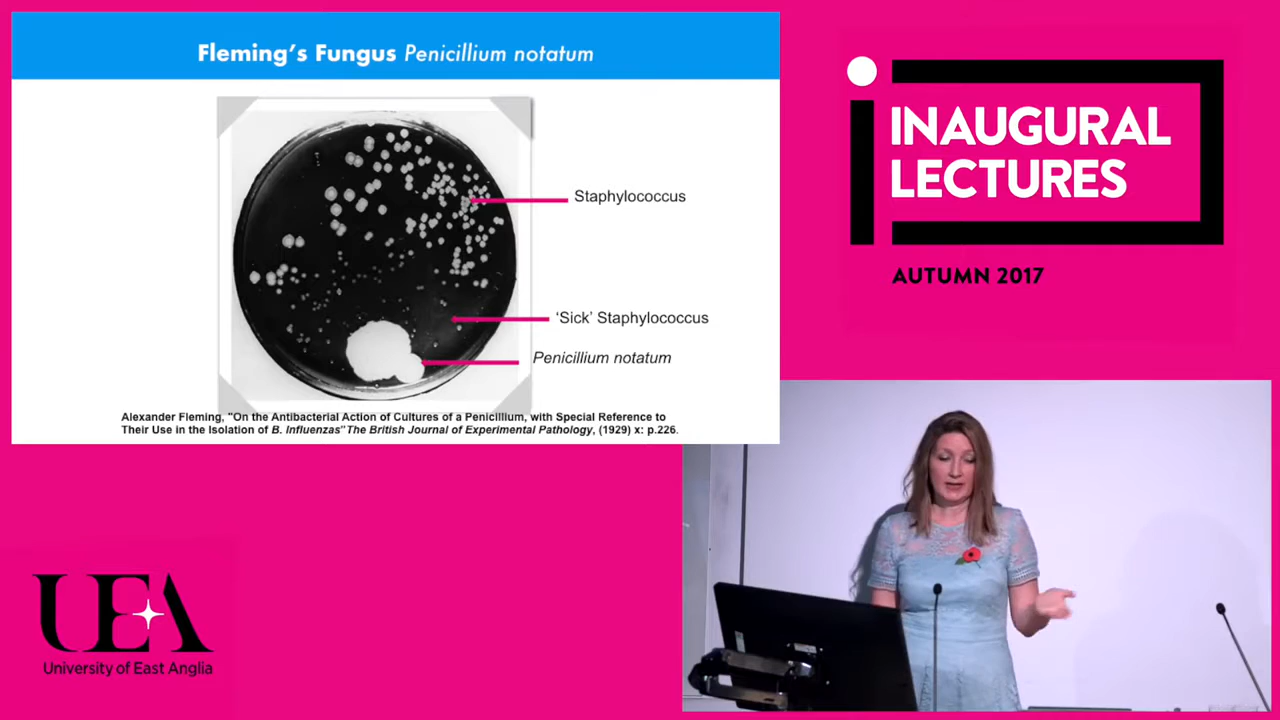 Fleming's Fungus Penicillium notatum
Staphylococcus
'Sick' Staphylococcus
Penicillium notatum
Alexander Fleming, "On the Antibacterial Action of Cultures of a Penicillium, with Special Reference to
Their Use in the Isolation of B. Influenzas" The British Journal of Experimental Pathology, (1929) x: p.226.
INAUGURAL
LECTURES
AUTUMN 2017
UEA
University of East Anglia